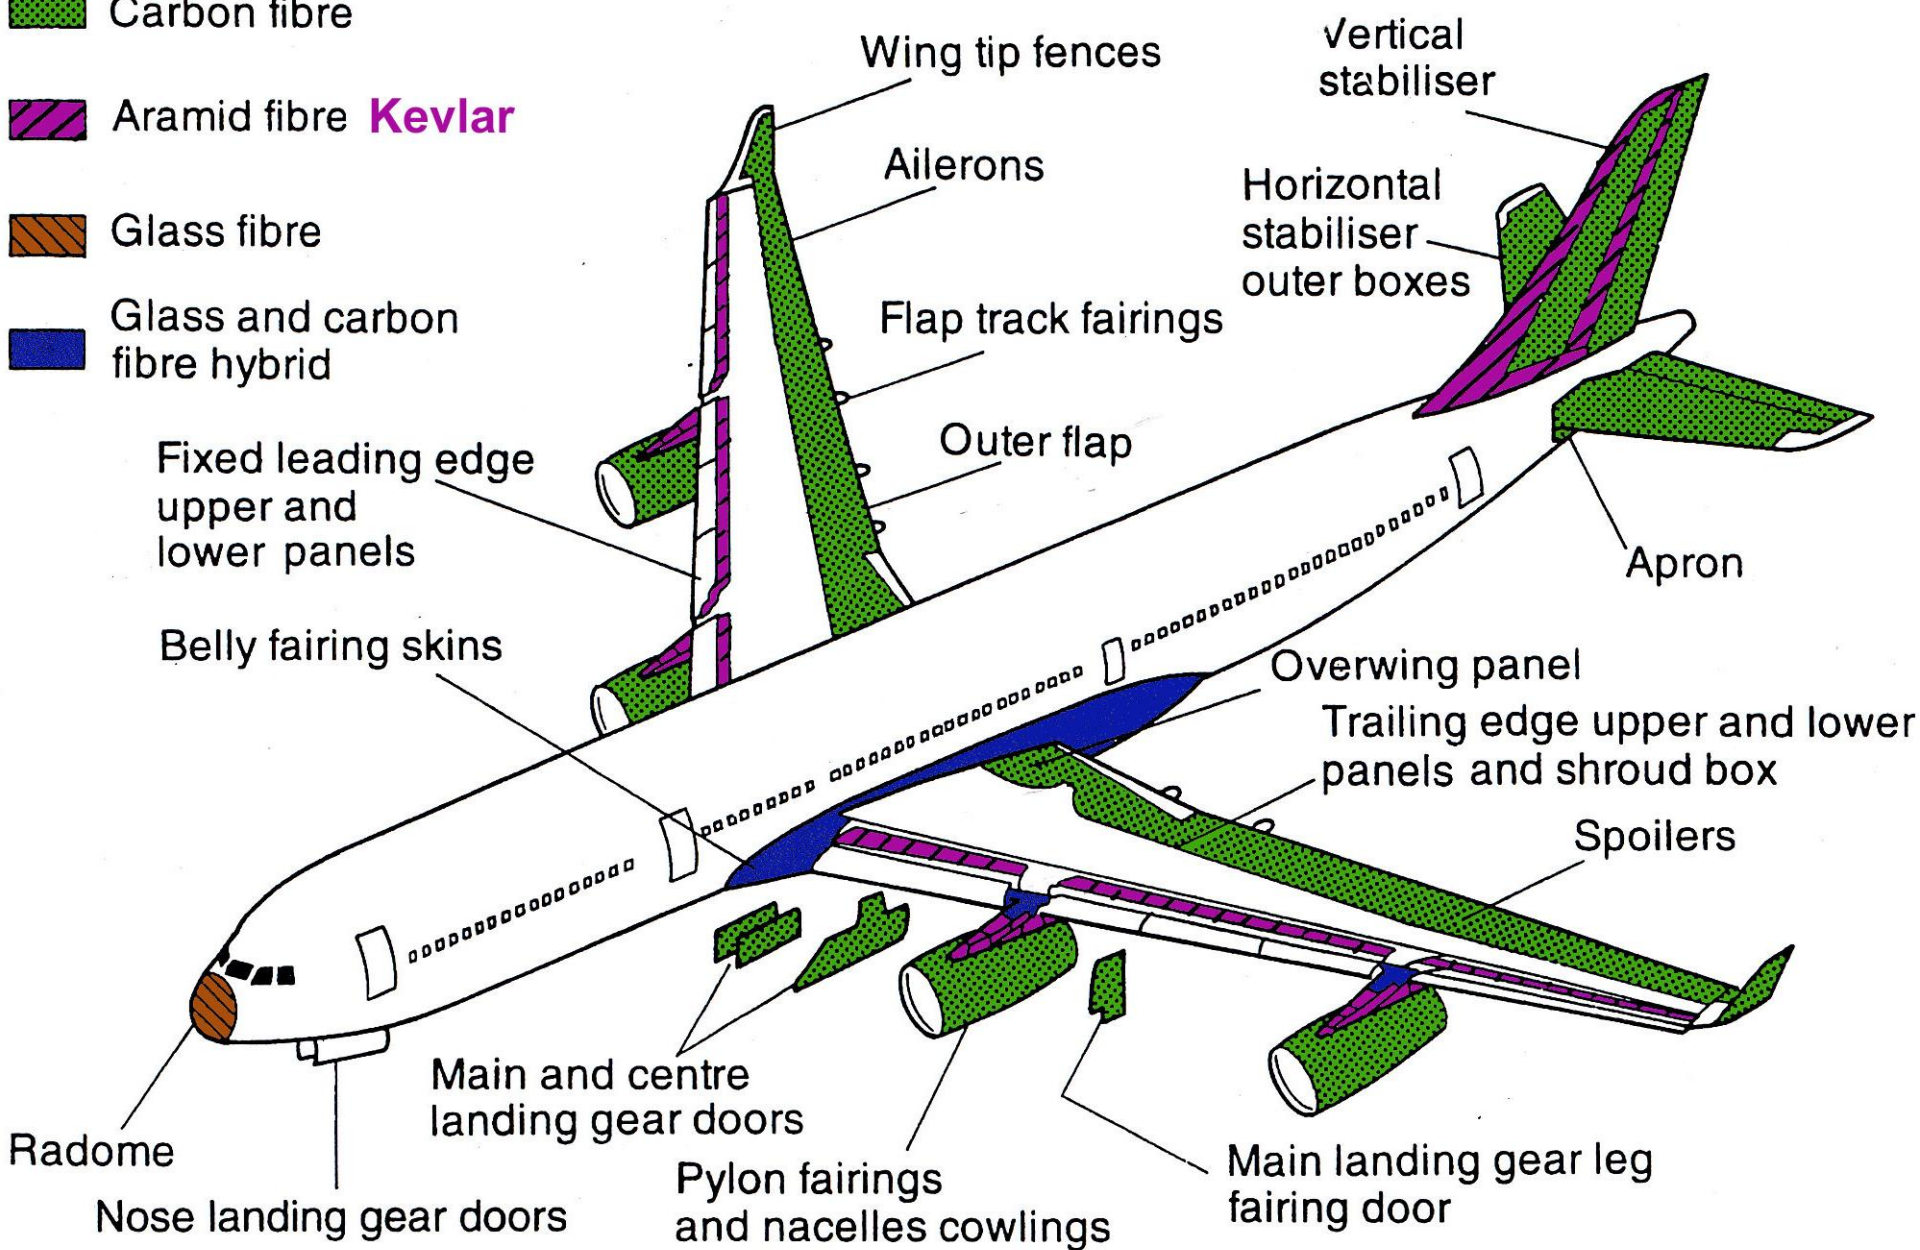 Carbon fibre
Aramid fibre Kevlar
Glass fibre
Glass and carbon
fibre hybrid
Wing tip fences
Vertical
stabiliser
Ailerons
Horizontal
stabiliser
outer boxes
Flap track fairings
Outer flap
Fixed leading edge
upper and
lower panels
Apron
Belly fairing skins
Overwing panel
Trailing edge upper and lower
panels and shroud box
Spoilers
Main and centre
landing gear doors
Radome
Nose landing gear doors
Pylon fairings
and nacelles cowlings
Main landing gear leg
fairing door